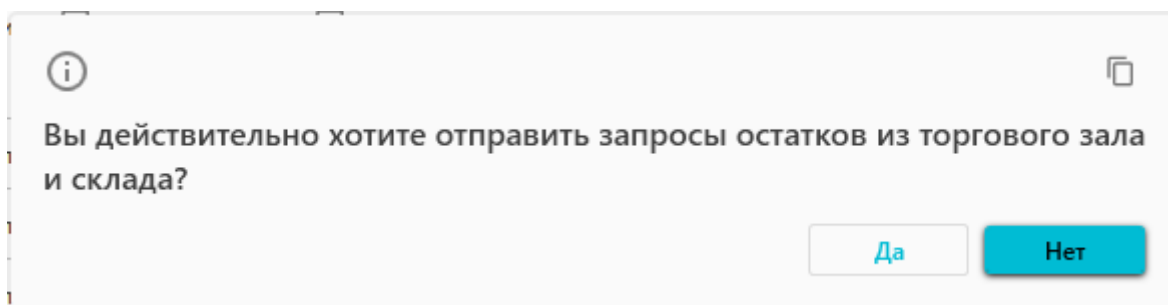 Вы действительно хотите отправить запросы остатков из торгового зала
и склада?
Да
Нет